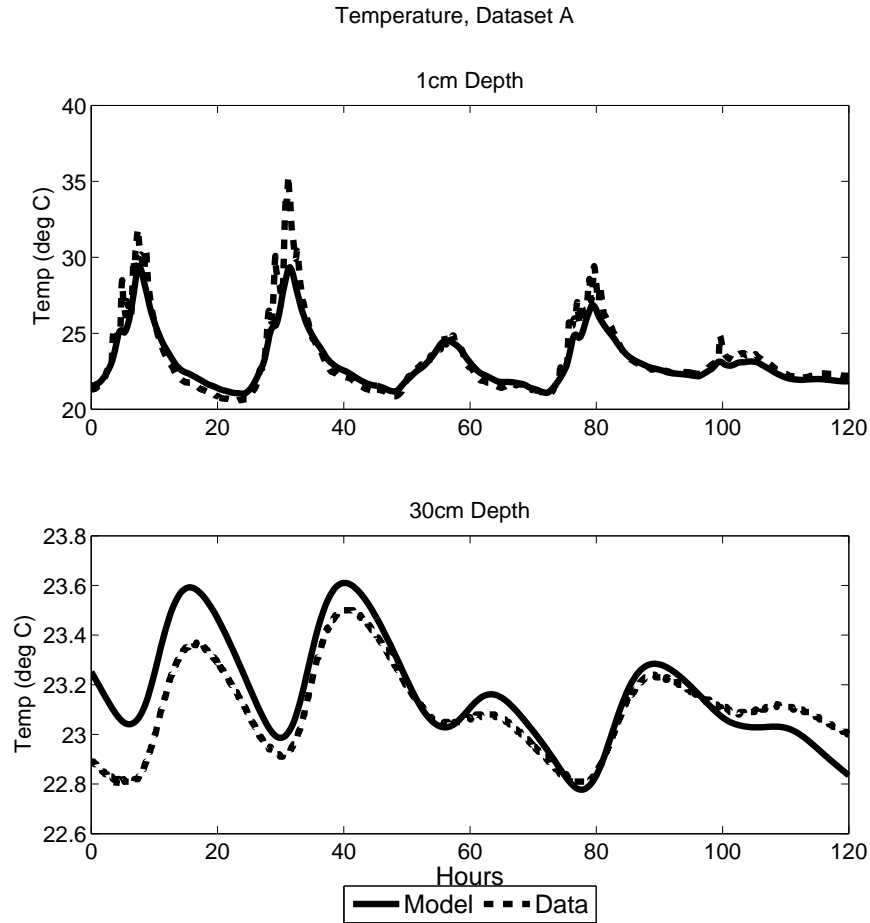 Temperature, Dataset A
1cm Depth
Temp (deg C)
40
35
30
25
20
0 20 40 60 80 100 120
30cm Depth
Temp (deg C)
23.8
23.6
23.4
23.2
23
22.8
22.6
0 20 40 60 80 100 120
Hours
Model Data